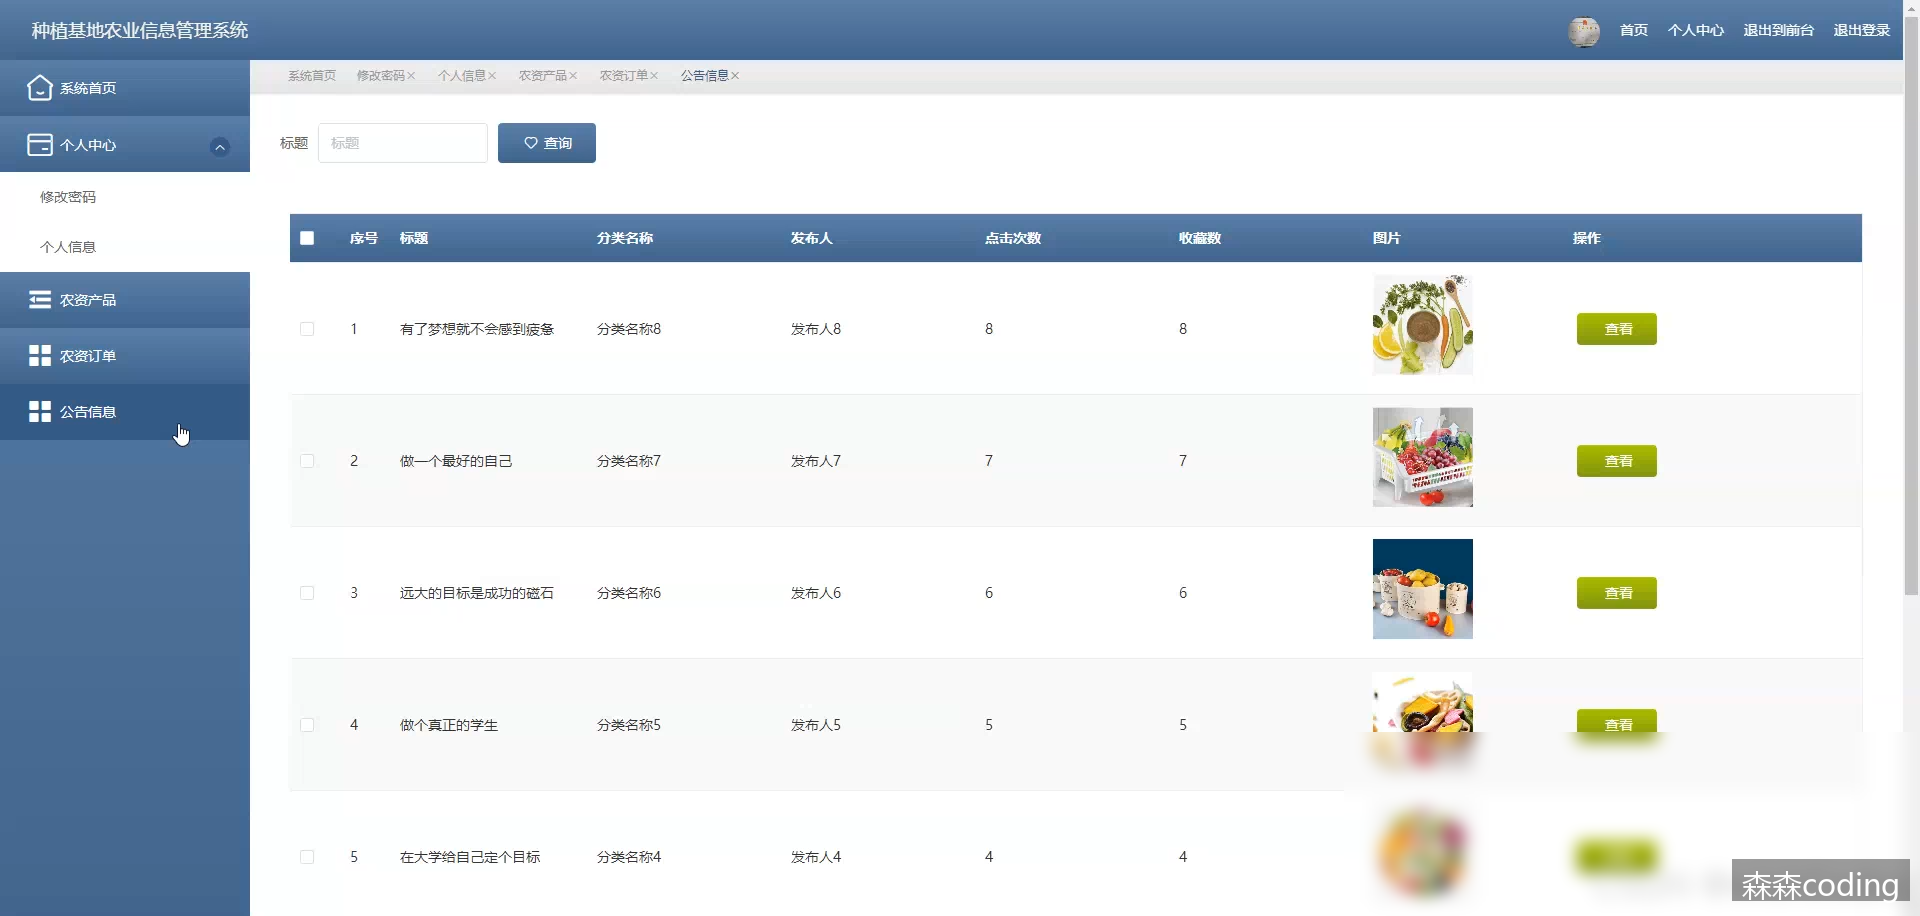 种植基地农业信息管理系统
首页 个人中心 退出到前台 退出登录
系统首页
个人中心
修改密码
个人信息
农资产品
农资订单
公告信息
系统首页 修改密码× 个人信息× 农资产品× 农资订单× 公告信息×
标题 标题 查询
序号 标题 分类名称 发布人 点击次数 收藏数 图片 操作
1 有了梦想就不会感到疲惫 分类名称8 发布人8 8 8 查看
2 做一个最好的自己 分类名称7 发布人7 7 7 查看
3 远大的目标是成功的磁石 分类名称6 发布人6 6 6 查看
4 做个真正的学生 分类名称5 发布人5 5 5 查看
5 在大学给自己定个目标 分类名称4 发布人4 4 4
森森coding